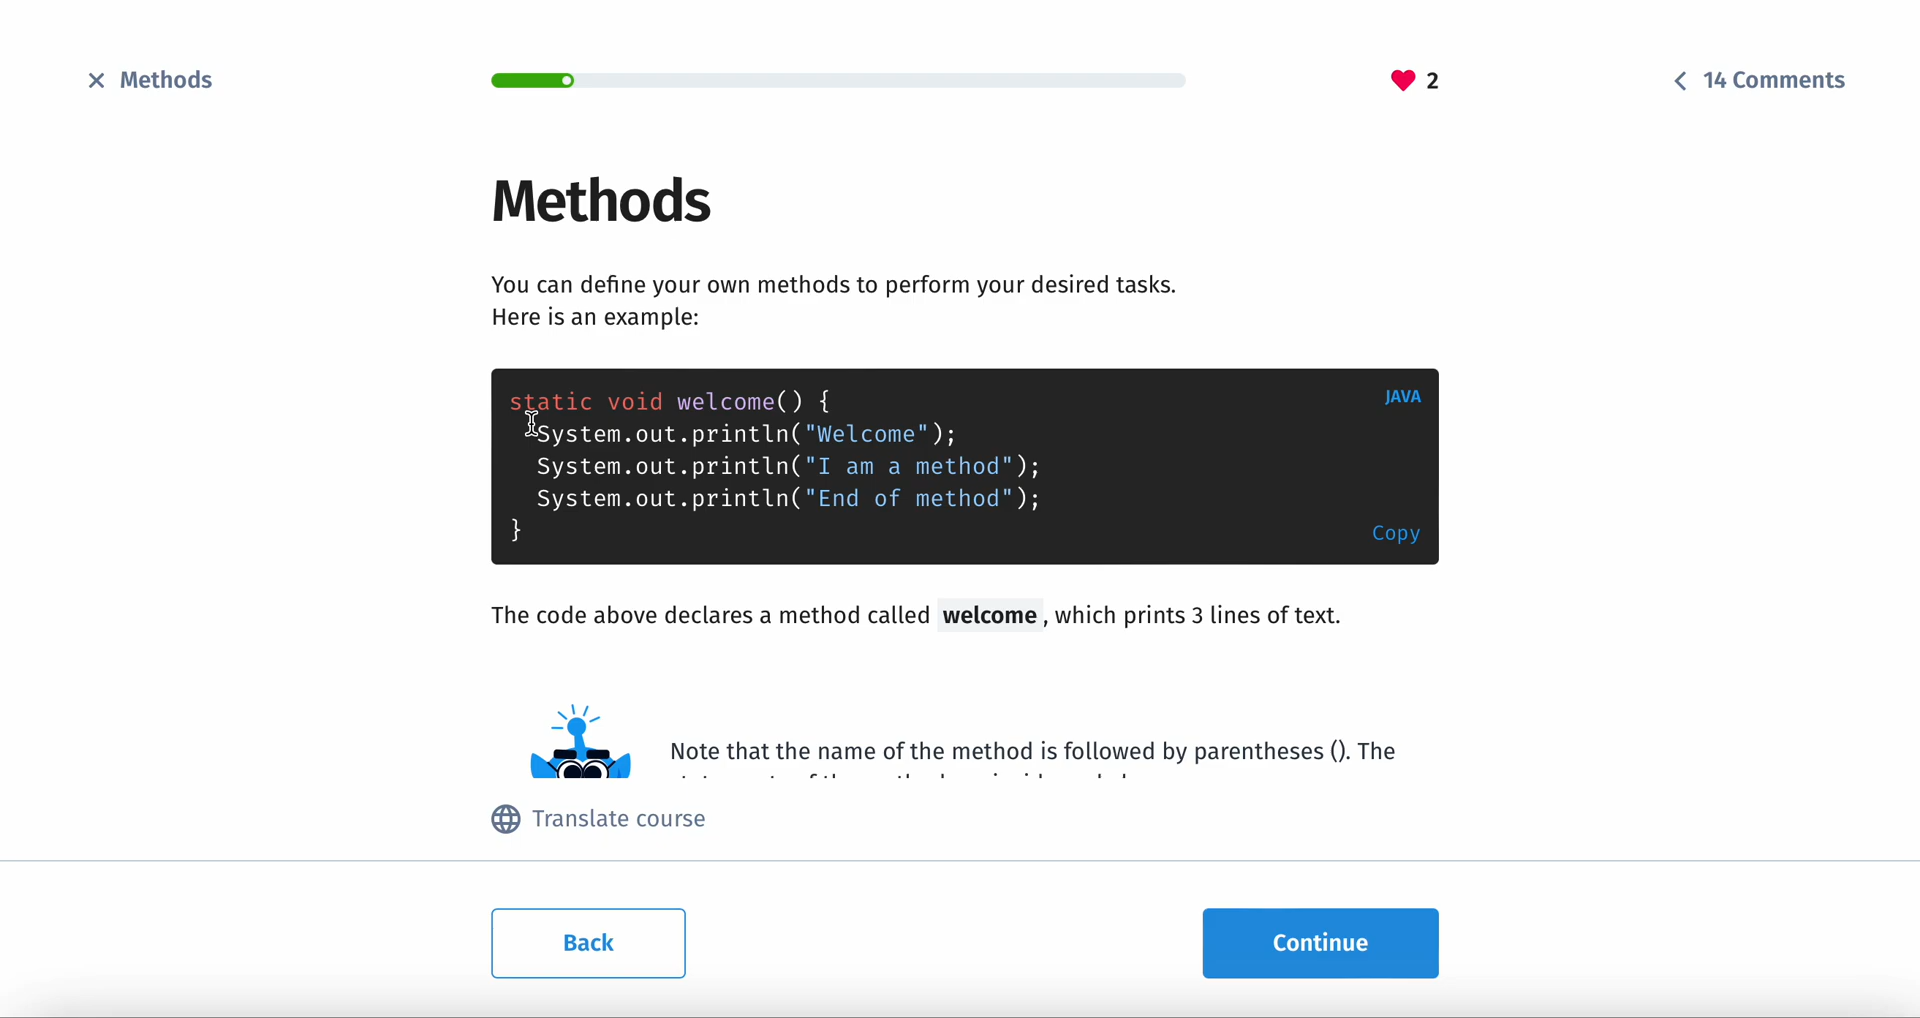 Methods
2
14 Comments
Methods
You can define your own methods to perform your desired tasks.
Here is an example:
static void welcome() {
JAVA
System.out.println("Welcome");
System.out.println("I am a method");
System.out.println("End of method");
}
Copy
The code above declares a method called welcome, which prints 3 lines of text.
Note that the name of the method is followed by parentheses (). The
Translate course
Back
Continue